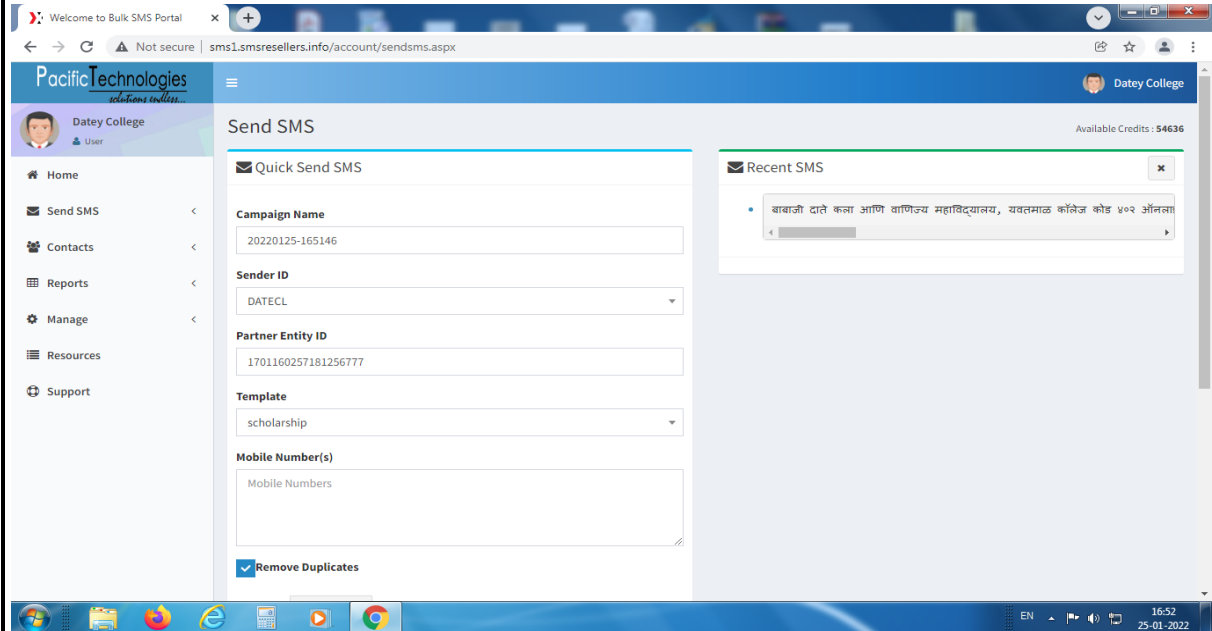 Welcome to Bulk SMS Portal
Not secure sms1.smsresellers.info/account/sendsms.aspx
PacificTechnologies
solutions endless...
Datey College
Datey College
User
Send SMS
Available Credits : 54636
Home
Send SMS
Contacts
Reports
Manage
Resources
Support
Quick Send SMS
Campaign Name
20220125-165146
Sender ID
DATECL
Partner Entity ID
1701160257181256777
Template
scholarship
Mobile Number(s)
Mobile Numbers
Remove Duplicates
Recent SMS
बाबाजी दाते कला आणि वाणिज्य महाविद्यालय, यवतमाळ कॉलेज कोड ४०२
EN
16:52
25-01-2022